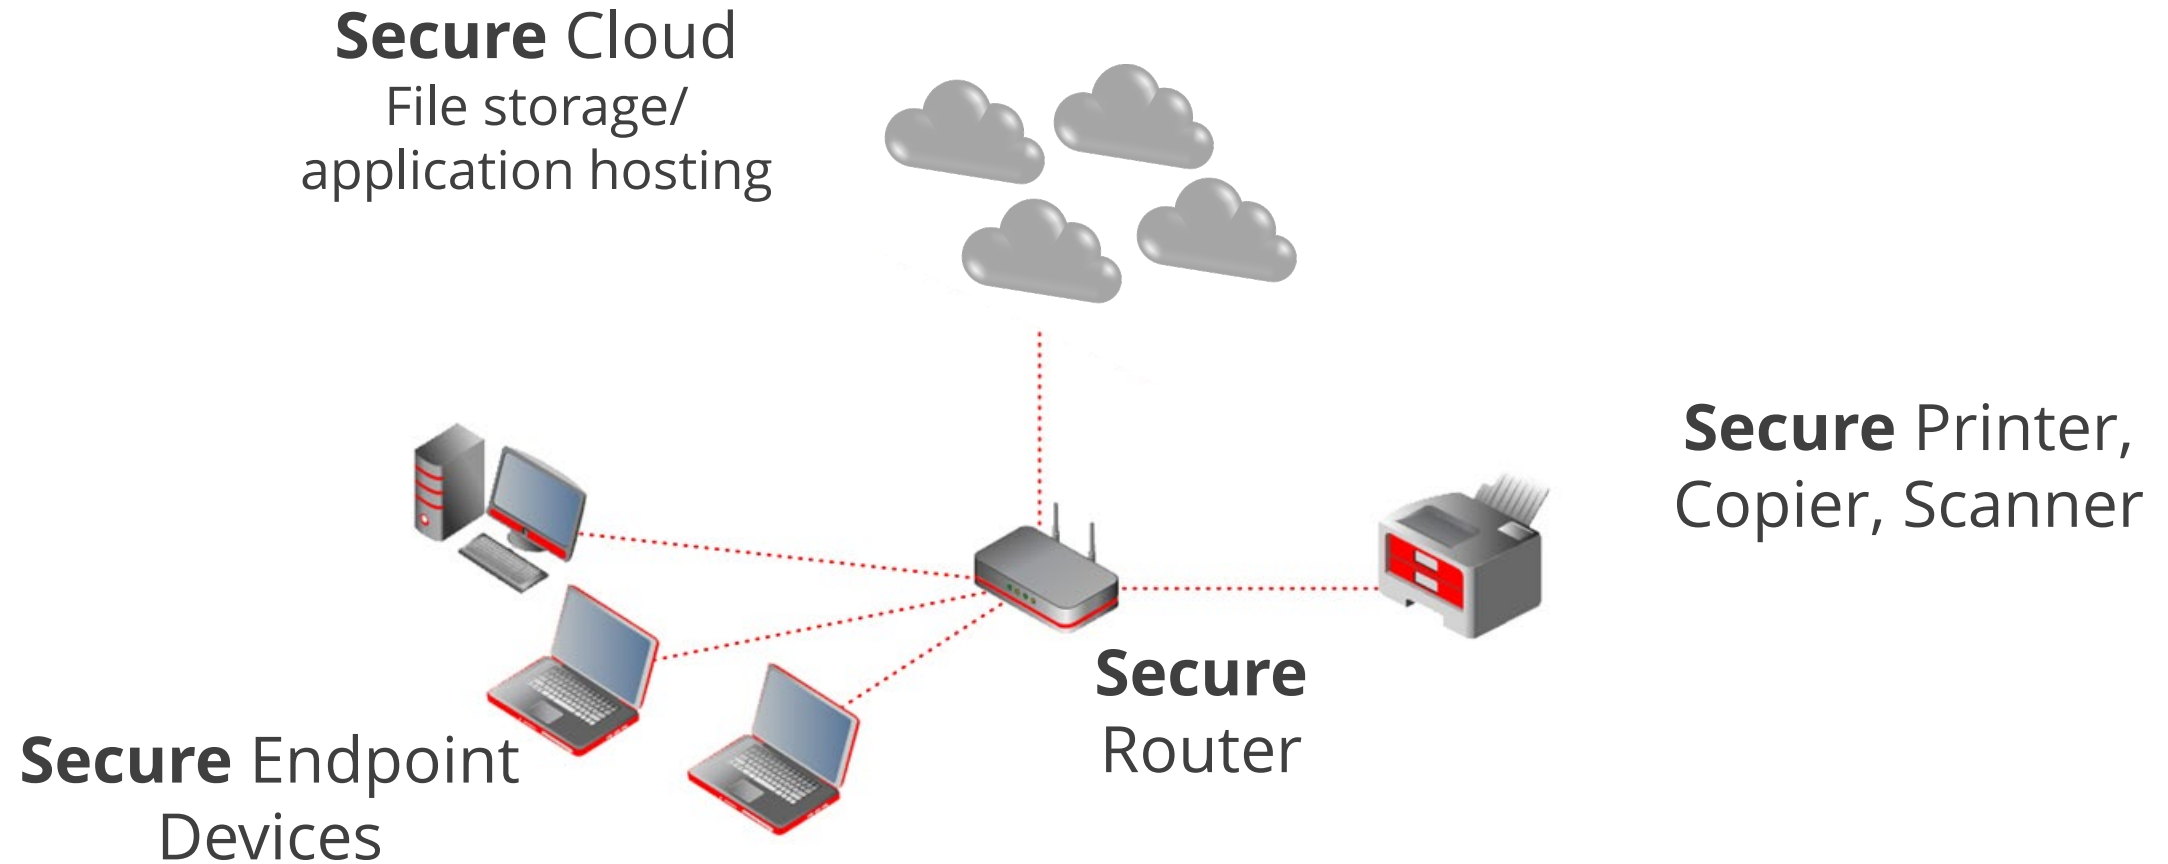 Secure Cloud
File storage/
application hosting
Secure Printer,
Copier, Scanner
Secure
Router
Secure Endpoint
Devices